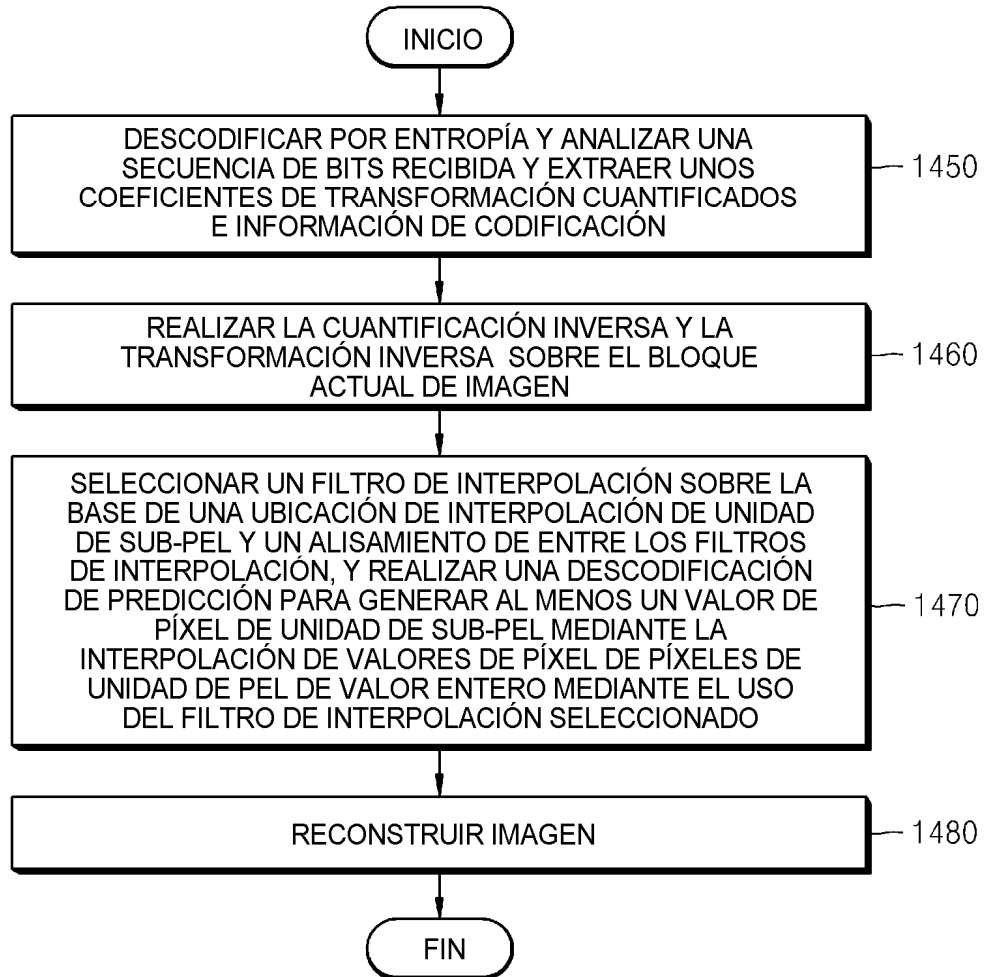 INICIO
DESCODIFICAR POR ENTROPÍA Y ANALIZAR UNA
SECUENCIA DE BITS RECIBIDA Y EXTRAER UNOS
COEFICIENTES DE TRANSFORMACIÓN CUANTIFICADOS
E INFORMACIÓN DE CODIFICACIÓN
1450
REALIZAR LA CUANTIFICACIÓN INVERSA Y LA
TRANSFORMACIÓN INVERSA SOBRE EL BLOQUE
ACTUAL DE IMAGEN
1460
SELECCIONAR UN FILTRO DE INTERPOLACIÓN SOBRE LA
BASE DE UNA UBICACIÓN DE INTERPOLACIÓN DE UNIDAD
DE SUB-PEL Y UN ALISAMIENTO DE ENTRE LOS FILTROS
DE INTERPOLACIÓN, Y REALIZAR UNA DESCODIFICACIÓN
DE PREDICCIÓN PARA GENERAR AL MENOS UN VALOR DE
PÍXEL DE UNIDAD DE SUB-PEL MEDIANTE LA
INTERPOLACIÓN DE VALORES DE PÍXEL DE PÍXELES DE
UNIDAD DE PEL DE VALOR ENTERO MEDIANTE EL USO
DEL FILTRO DE INTERPOLACIÓN SELECCIONADO
1470
RECONSTRUIR IMAGEN
1480
FIN